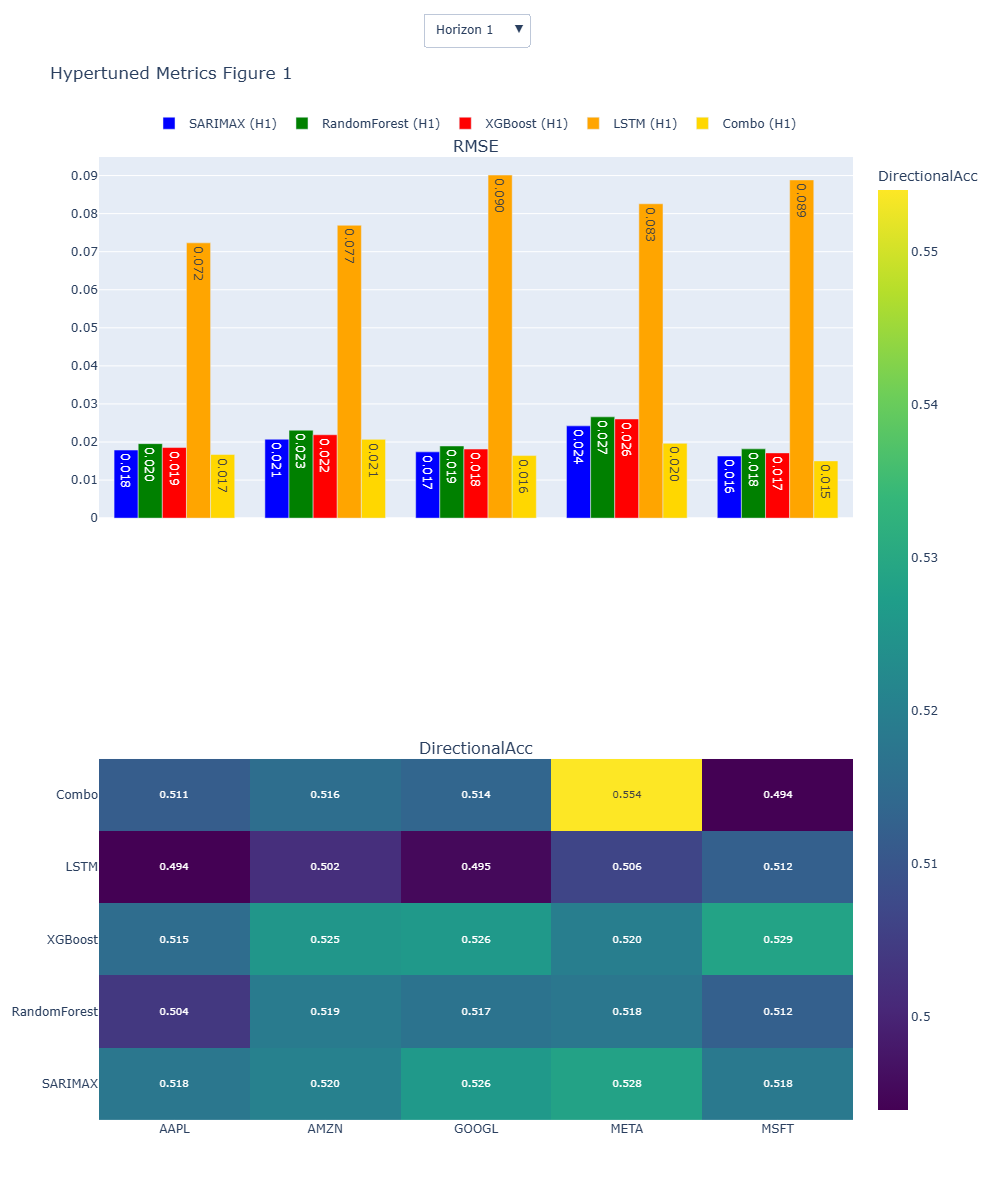 Horizon 1 ▼
Hypertuned Metrics Figure 1
SARIMAX (H1) RandomForest (H1) XGBoost (H1) LSTM (H1) Combo (H1)
RMSE
0.09
0.08
0.07
0.06
0.05
0.04
0.03
0.02
0.01
0
0.018 0.020 0.019 0.072 0.017
0.021 0.023 0.022 0.077 0.021
0.017 0.019 0.018 0.090 0.016
0.024 0.027 0.026 0.083 0.020
0.016 0.018 0.017 0.089 0.015
DirectionalAcc
Combo 0.511 0.516 0.514 0.554 0.494
LSTM 0.494 0.502 0.495 0.506 0.512
XGBoost 0.515 0.525 0.526 0.520 0.529
RandomForest 0.504 0.519 0.517 0.518 0.512
SARIMAX 0.518 0.520 0.526 0.528 0.518
AAPL AMZN GOOGL META MSFT
DirectionalAcc
0.55
0.54
0.53
0.52
0.51
0.5